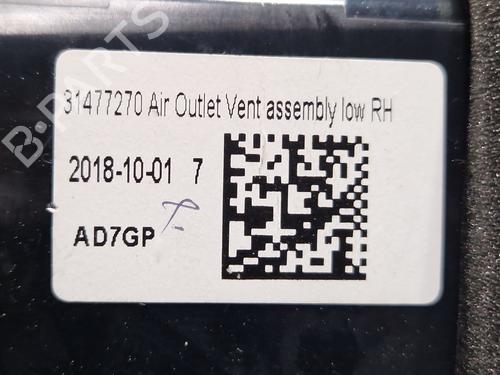 B-PARTS
31477270 Air Outlet Vent assembly low RH
2018-10-01 7
AD7GP